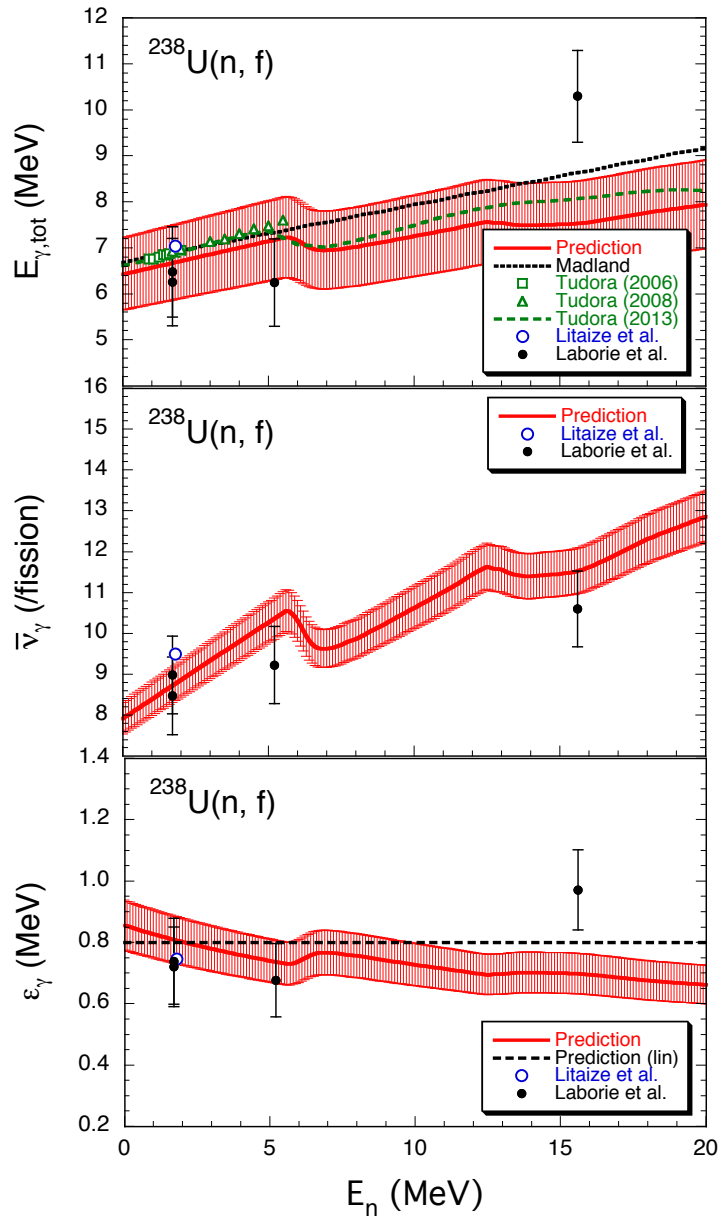 12
11
10
9
8
7
6
5
16
E_γ,tot (MeV)
²³⁸U(n, f)
Prediction
Madland
Tudora (2006)
Tudora (2008)
Tudora (2013)
Litaize et al.
Laborie et al.
15
14
13
12
11
10
9
8
1.4
ν̅_γ (/fission)
²³⁸U(n, f)
Prediction
Litaize et al.
Laborie et al.
1.4
1.2
1.0
0.8
0.6
0.4
0.2
ε_γ (MeV)
²³⁸U(n, f)
Prediction
Prediction (lin)
Litaize et al.
Laborie et al.
0 5 10 15 20
E_n (MeV)